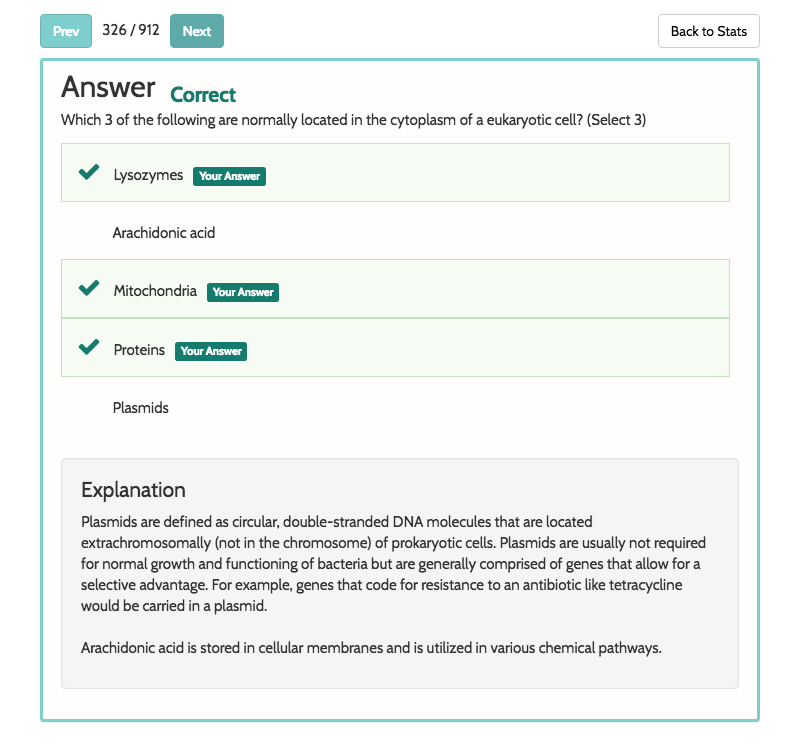 Prev 326 / 912 Next Back to Stats
Answer Correct
Which 3 of the following are normally located in the cytoplasm of a eukaryotic cell? (Select 3)
Lysozymes Your Answer
Arachidonic acid
Mitochondria Your Answer
Proteins Your Answer
Plasmids
Explanation
Plasmids are defined as circular, double-stranded DNA molecules that are located
extrachromosomally (not in the chromosome) of prokaryotic cells. Plasmids are usually not required
for normal growth and functioning of bacteria but are generally comprised of genes that allow for a
selective advantage. For example, genes that code for resistance to an antibiotic like tetracycline
would be carried in a plasmid.
Arachidonic acid is stored in cellular membranes and is utilized in various chemical pathways.